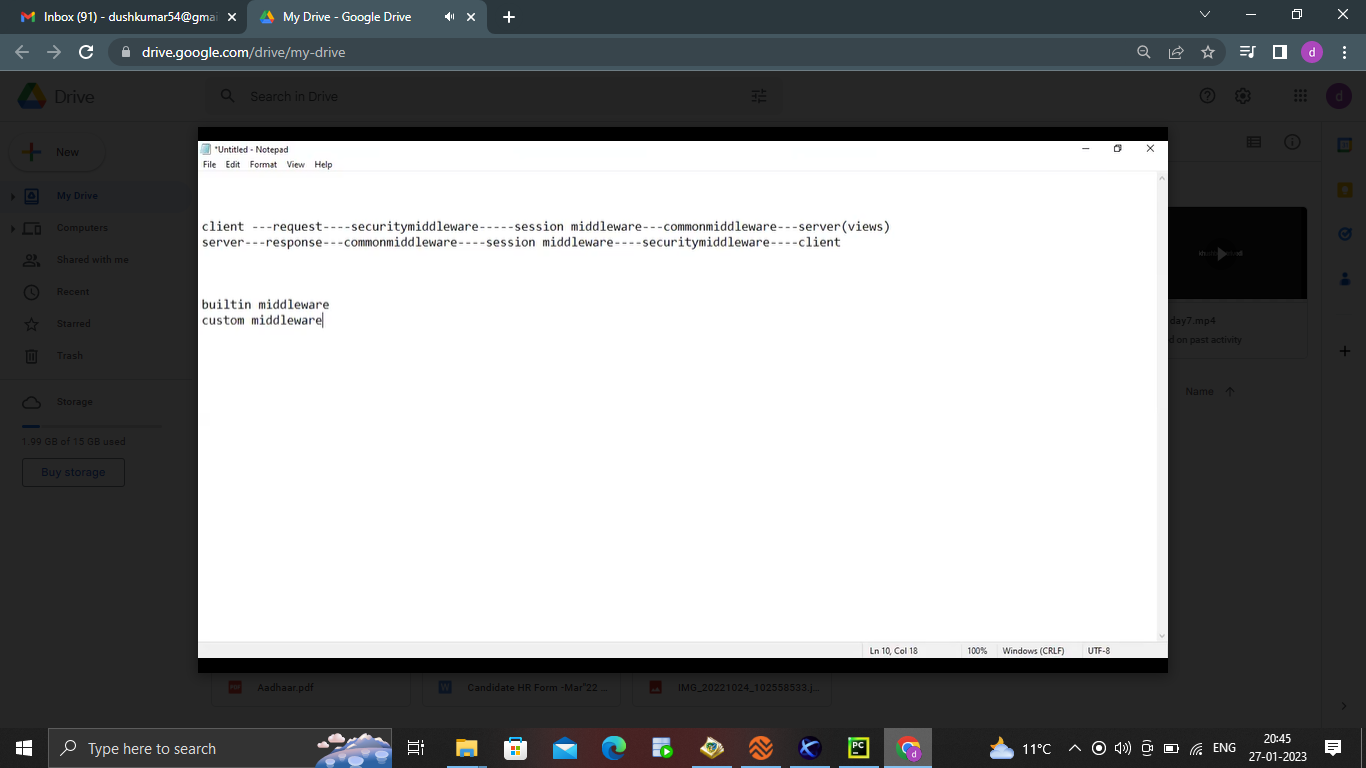 Inbox (91) - dushkumar54@gmai
My Drive - Google Drive
drive.google.com/drive/my-drive
d
Drive
Search in Drive
d
New
My Drive
Computers
Shared with me
Recent
Starred
Trash
Storage
1.99 GB of 15 GB used
Buy storage
*Untitled - Notepad
File Edit Format View Help
client ---request----securitymiddleware-----session middleware---commonmiddleware---server(views)
server---response---commonmiddleware----session middleware----securitymiddleware----client
builtin middleware
custom middleware
Ln 10, Col 18 100% Windows (CRLF) UTF-8
day7.mp4
d on past activity
Name
Aadhaar.pdf
Candidate HR Form -Mar'22 ...
IMG_20221024_102558533.j...
Type here to search
PC
d
11°C
ENG
20:45
27-01-2023